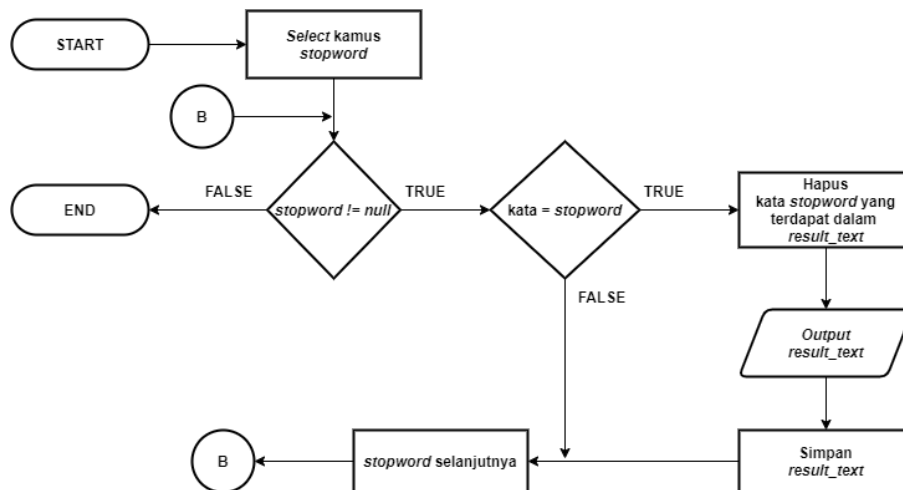 START
Select kamus
stopword
B
END
FALSE
stopword != null
TRUE
kata = stopword
TRUE
Hapus
kata stopword yang
terdapat dalam
result_text
FALSE
Output
result_text
B
stopword selanjutnya
Simpan
result_text